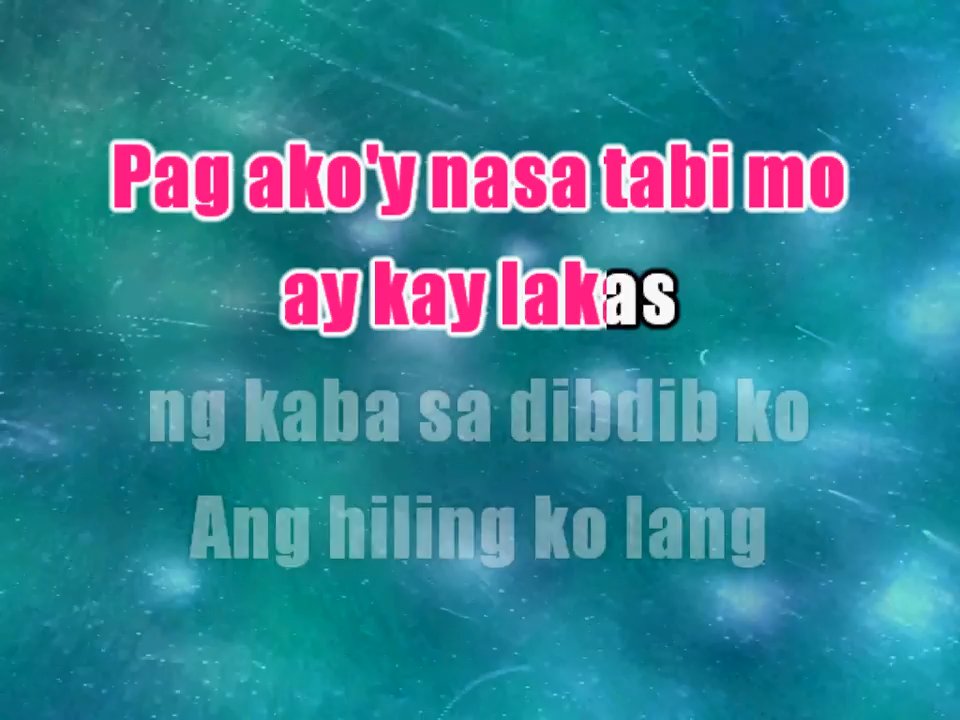 Pag ako'y nasa tabi mo
ay kay lakas
ng kaba sa dibdib ko
Ang hiling ko lang